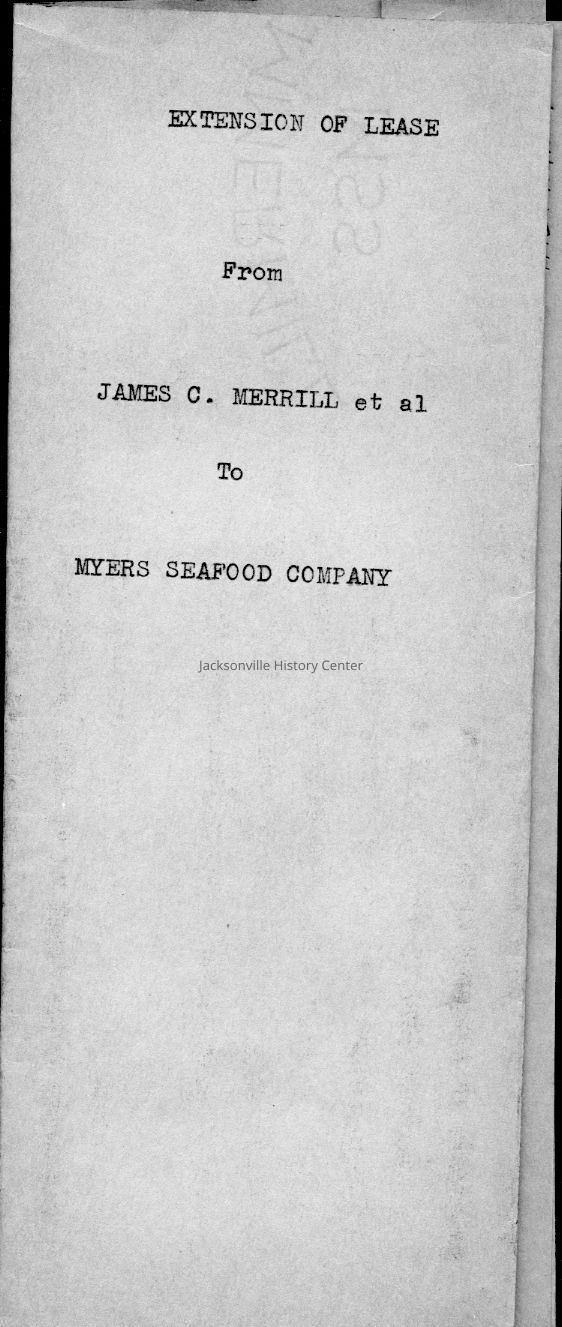 EXTENSION OF LEASE
From
JAMES C. MERRILL et al
To
MYERS SEAFOOD COMPANY
Jacksonville History Center